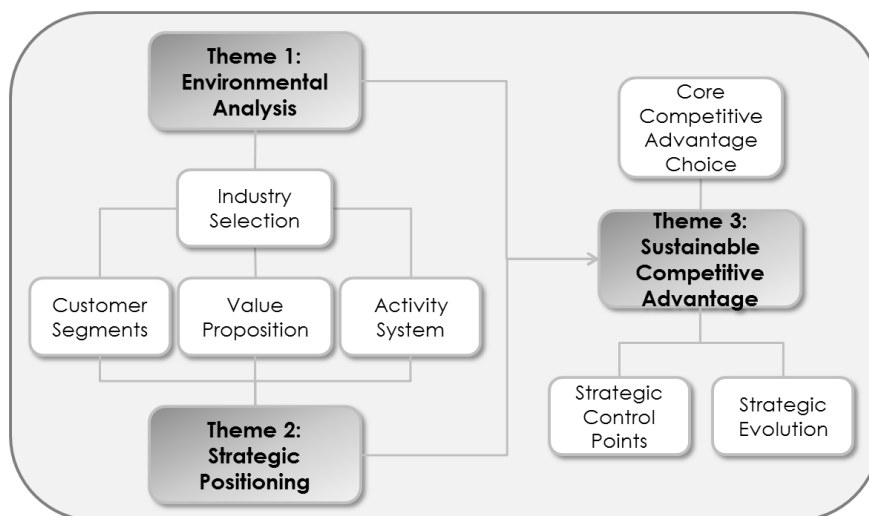 Theme 1:
Environmental
Analysis
Industry
Selection
Customer
Segments
Value
Proposition
Activity
System
Theme 2:
Strategic
Positioning
Core
Competitive
Advantage
Choice
Theme 3:
Sustainable
Competitive
Advantage
Strategic
Control
Points
Strategic
Evolution